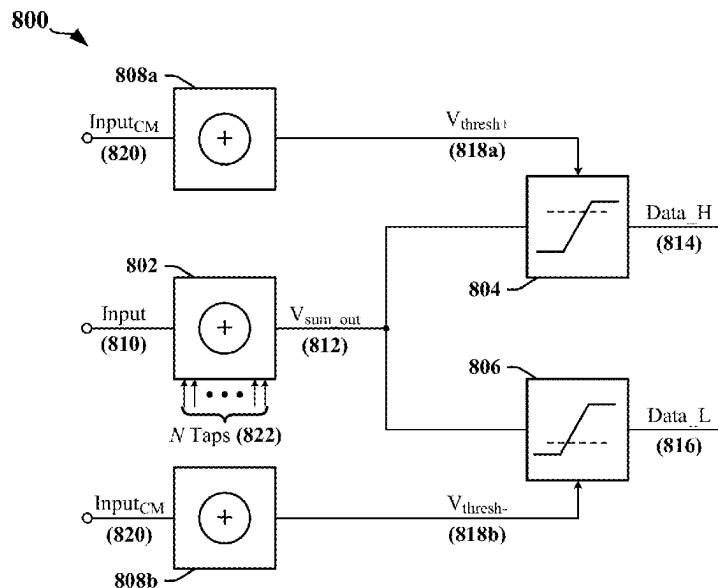 800
808a
Input_CM
(820)
+
V_thresh+
(818a)
Data_H
(814)
804
802
Input
(810)
+
V_sum_out
(812)
N Taps (822)
806
Data_L
(816)
Input_CM
(820)
+
V_thresh-
(818b)
808b